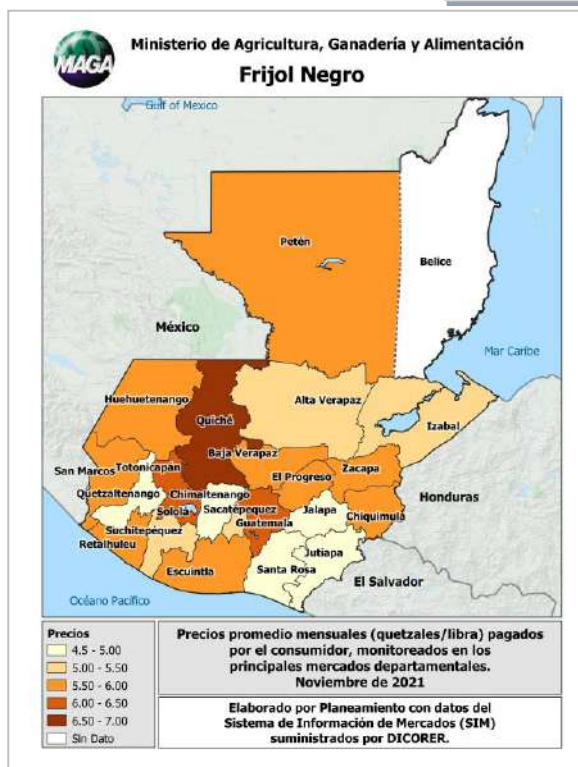 MAGA
Ministerio de Agricultura, Ganadería y Alimentación
Frijol Negro
Gulf of Mexico
Petén
Belice
México
Mar Caribe
Huehuetenango
Quiché
Alta Verapaz
Izabal
Baja Verapaz
San Marcos
Totonicapán
El Progreso
Zacapa
Quetzaltenango
Chimaltenango
Honduras
Sololá
Sacatepéquez
Jalapa
Chiquimula
Guatemala
Suchitepéquez
Retalhuleu
Jutiapa
Escuintla
Santa Rosa
El Salvador
Océano Pacífico
Precios
4.5 - 5.00
5.00 - 5.50
5.50 - 6.00
6.00 - 6.50
6.50 - 7.00
Sin Dato
Precios promedio mensuales (quetzales/libra) pagados
por el consumidor, monitoreados en los
principales mercados departamentales.
Noviembre de 2021
Elaborado por Planeamiento con datos del
Sistema de Información de Mercados (SIM)
suministrados por DICORER.